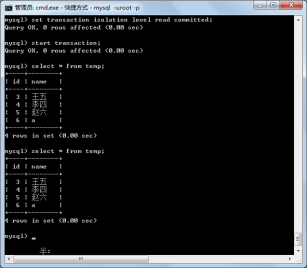 管理员: cmd.exe - 快捷方式 - mysql -uroot -p
mysql> set transaction isolation level read committed;
Query OK, 0 rows affected (0.00 sec)
mysql> start transaction;
Query OK, 0 rows affected (0.00 sec)
mysql> select * from temp;
+----+--------+
| id | name   |
+----+--------+
|  3 | 王五   |
|  4 | 李四   |
|  5 | 赵六   |
|  6 | a      |
+----+--------+
4 rows in set (0.00 sec)
mysql> select * from temp;
+----+--------+
| id | name   |
+----+--------+
|  3 | 王五   |
|  4 | 李四   |
|  5 | 赵六   |
|  6 | a      |
+----+--------+
4 rows in set (0.00 sec)
mysql> _
半: